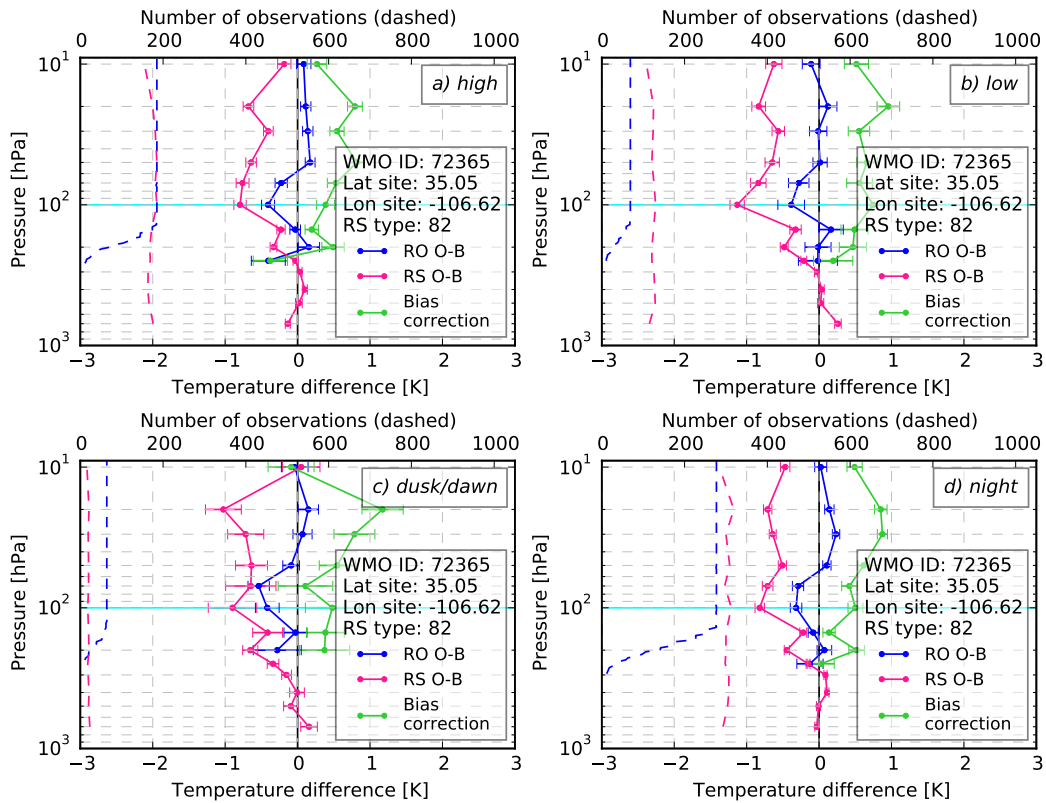 Number of observations (dashed)
0 200 400 600 800 1000
a) high
Pressure [hPa]
10¹
10²
10³
WMO ID: 72365
Lat site: 35.05
Lon site: -106.62
RS type: 82
RO O-B
RS O-B
Bias
correction
−3 −2 −1 0 1 2 3
Temperature difference [K]
Number of observations (dashed)
0 200 400 600 800 1000
b) low
Pressure [hPa]
10¹
10²
10³
WMO ID: 72365
Lat site: 35.05
Lon site: -106.62
RS type: 82
RO O-B
RS O-B
Bias
correction
−3 −2 −1 0 1 2 3
Temperature difference [K]
Number of observations (dashed)
0 200 400 600 800 1000
c) dusk/dawn
Pressure [hPa]
10¹
10²
10³
WMO ID: 72365
Lat site: 35.05
Lon site: -106.62
RS type: 82
RO O-B
RS O-B
Bias
correction
−3 −2 −1 0 1 2 3
Temperature difference [K]
Number of observations (dashed)
0 200 400 600 800 1000
d) night
Pressure [hPa]
10¹
10²
10³
WMO ID: 72365
Lat site: 35.05
Lon site: -106.62
RS type: 82
RO O-B
RS O-B
Bias
correction
−3 −2 −1 0 1 2 3
Temperature difference [K]